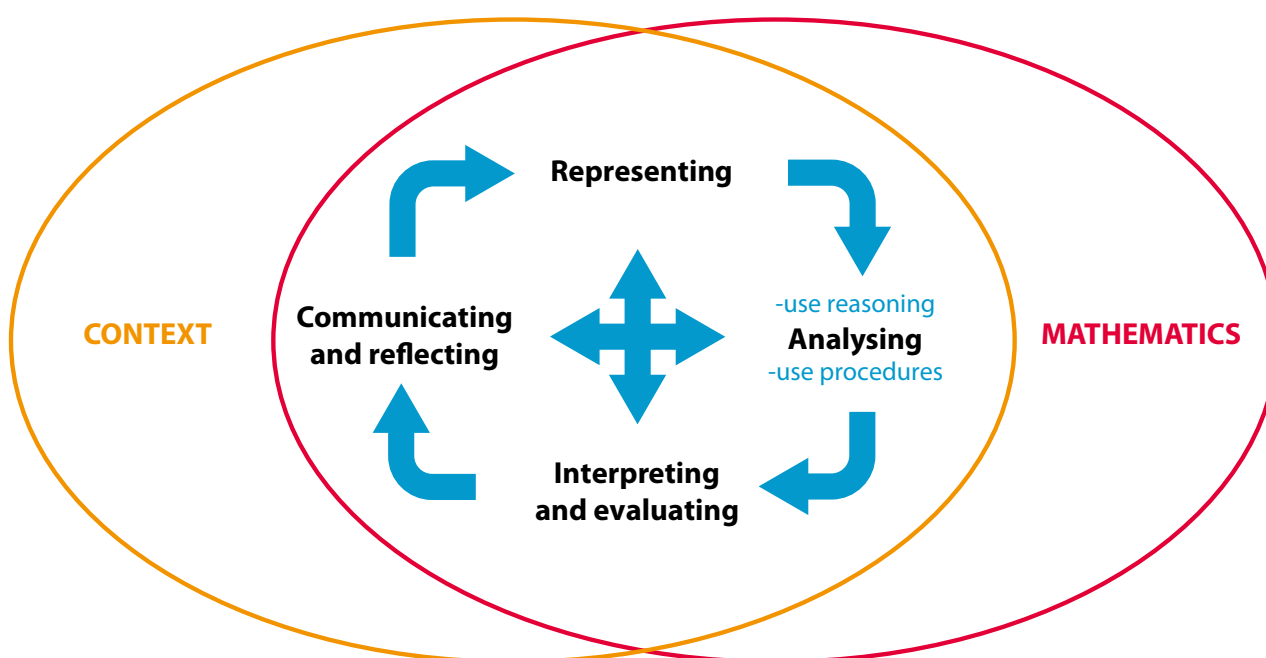 Representing
CONTEXT
Communicating
and reflecting
-use reasoning
Analysing
-use procedures
MATHEMATICS
Interpreting
and evaluating